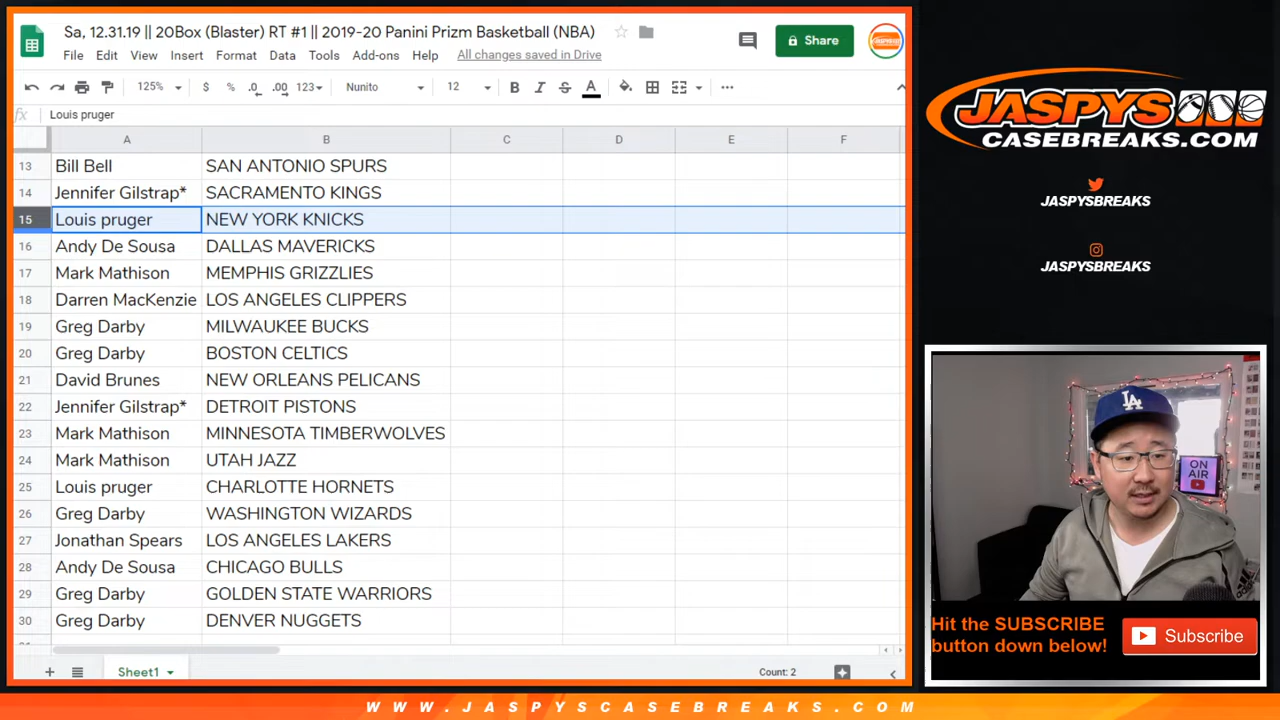 Sa, 12.31.19 || 20Box (Blaster) RT #1 || 2019-20 Panini Prizm Basketball (NBA)
File Edit View Insert Format Data Tools Add-ons Help All changes saved in Drive
Share
125% $ % .0 .00 123 Nunito 12 B I S A
fx Louis pruger
A B C D E F
13 Bill Bell SAN ANTONIO SPURS
14 Jennifer Gilstrap* SACRAMENTO KINGS
15 Louis pruger NEW YORK KNICKS
16 Andy De Sousa DALLAS MAVERICKS
17 Mark Mathison MEMPHIS GRIZZLIES
18 Darren MacKenzie LOS ANGELES CLIPPERS
19 Greg Darby MILWAUKEE BUCKS
20 Greg Darby BOSTON CELTICS
21 David Brunes NEW ORLEANS PELICANS
22 Jennifer Gilstrap* DETROIT PISTONS
23 Mark Mathison MINNESOTA TIMBERWOLVES
24 Mark Mathison UTAH JAZZ
25 Louis pruger CHARLOTTE HORNETS
26 Greg Darby WASHINGTON WIZARDS
27 Jonathan Spears LOS ANGELES LAKERS
28 Andy De Sousa CHICAGO BULLS
29 Greg Darby GOLDEN STATE WARRIORS
30 Greg Darby DENVER NUGGETS
Sheet1
Count: 2
JASPYS
CASEBREAKS.COM
JASPYSBREAKS
JASPYSBREAKS
LA
ON
AIR
Hit the SUBSCRIBE
button down below!
Subscribe
WWW.JASPYSCASEBREAKS.COM